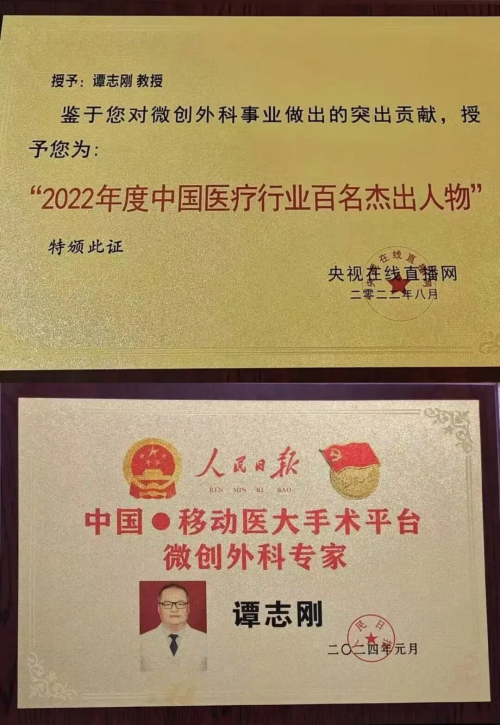 授予：谭志刚 教授
鉴于您对微创外科事业做出的突出贡献，授
予您为：
“2022年度中国医疗行业百名杰出人物”
特颁此证
央视在线直播网
二零二二年八月
人民日报
REN MIN RI BAO
中国●移动医大手术平台
微创外科专家
谭志刚
二〇二四年元月